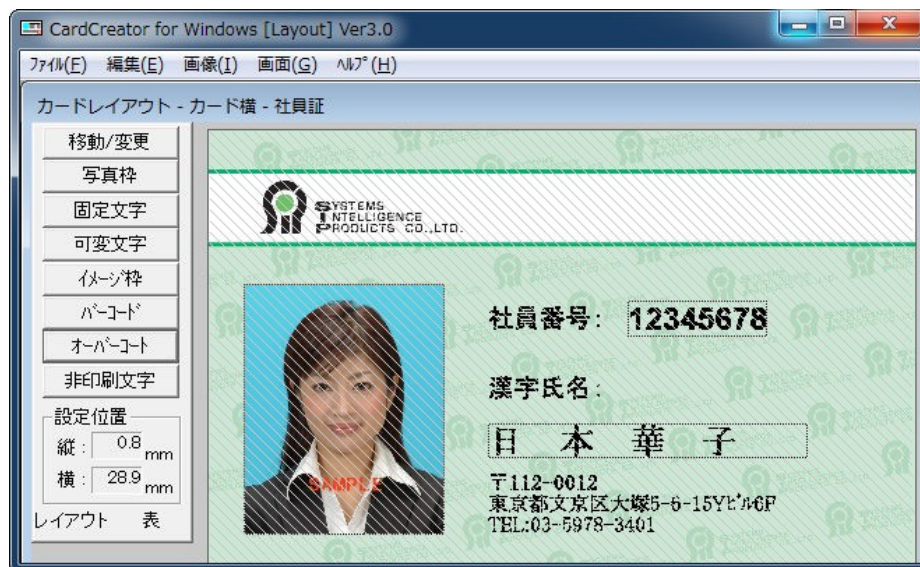 CardCreator for Windows [Layout] Ver3.0
ファイル(F) 編集(E) 画像(I) 画面(G) ヘルプ(H)
カードレイアウト - カード横 - 社員証
移動/変更
写真枠
固定文字
可変文字
イメージ枠
バーコード
オーバーコート
非印刷文字
設定位置
縦: 0.8 mm
横: 28.9 mm
レイアウト 表
SYSTEMS
INTELLIGENCE
PRODUCTS CO.,LTD.
社員番号: 12345678
漢字氏名:
日本華子
〒112-0012
東京都文京区大塚5-6-15Yビル6F
TEL:03-5978-3401
SAMPLE